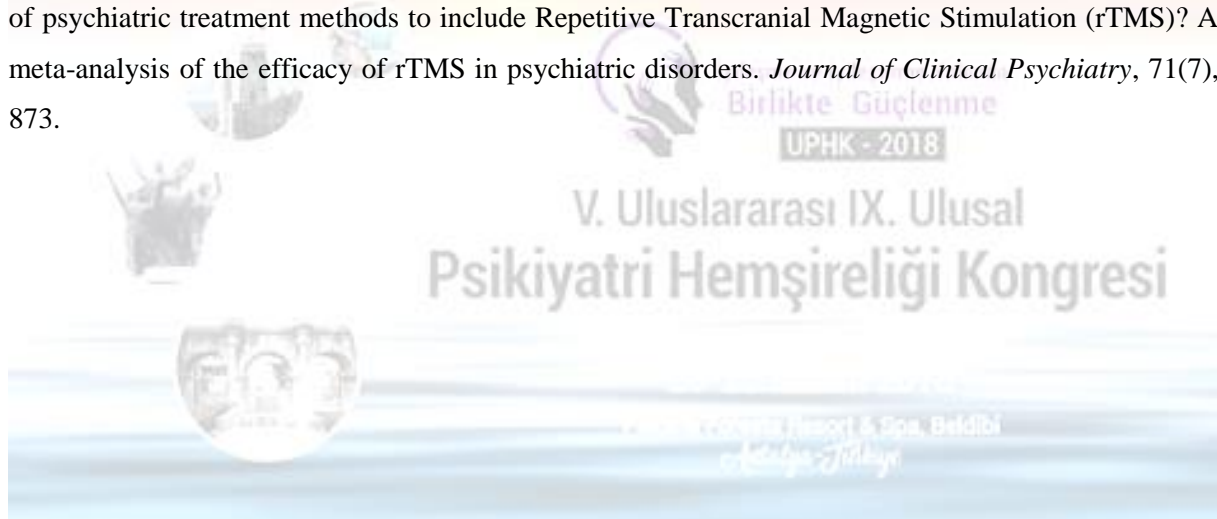 of psychiatric treatment methods to include Repetitive Transcranial Magnetic Stimulation (rTMS)? A
meta-analysis of the efficacy of rTMS in psychiatric disorders. Journal of Clinical Psychiatry, 71(7),
873.
Birlikte Güçlenme
UPHK - 2018
V. Uluslararası IX. Ulusal
Psikiyatri Hemşireliği Kongresi
Resort & Spa, Beldibi
Antalya-Türkiye